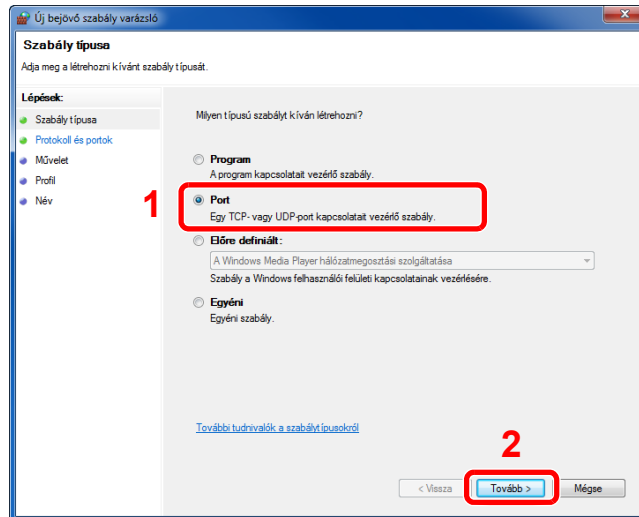 Új bejövő szabály varázsló
Szabály típusa
Adja meg a létrehozni kívánt szabály típusát.
Lépések:
Szabály típusa
Protokoll és portok
Művelet
Profil
Név
Milyen típusú szabályt kíván létrehozni?
Program
A program kapcsolatait vezérlő szabály.
1
Port
Egy TCP- vagy UDP-port kapcsolatait vezérlő szabály.
Előre definiált:
A Windows Media Player hálózatmegosztási szolgáltatása
Szabály a Windows felhasználói felületi kapcsolatainak vezérlésére.
Egyéni
Egyéni szabály.
További tudnivalók a szabálytípusokról
2
< Vissza
Tovább >
Mégse